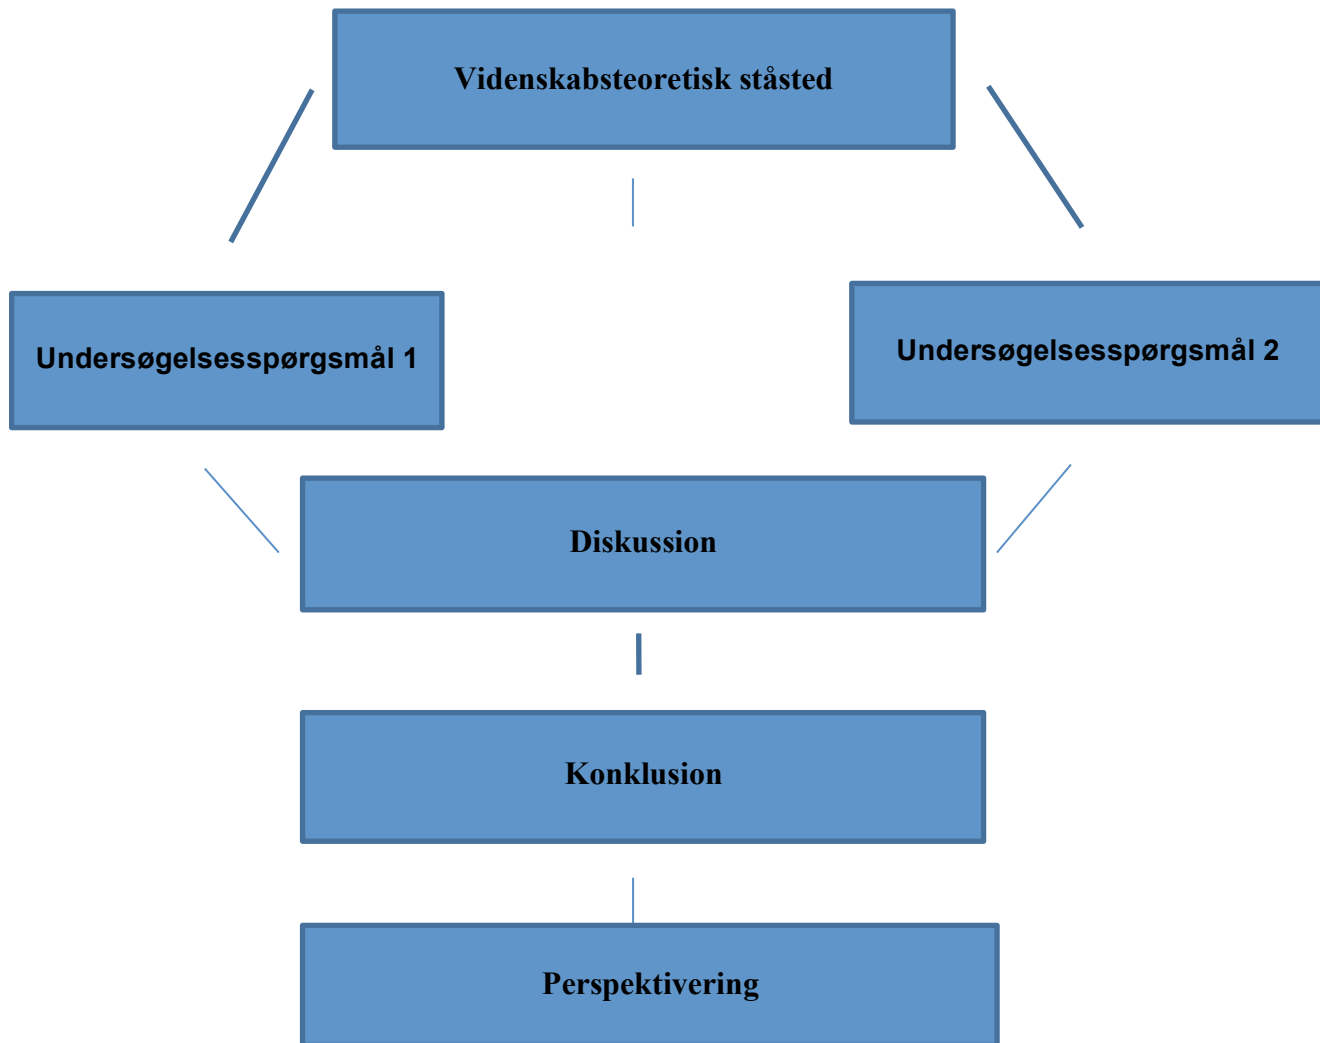 Videnskabsteoretisk ståsted
Undersøgelsesspørgsmål 1
Undersøgelsesspørgsmål 2
Diskussion
Konklusion
Perspektivering